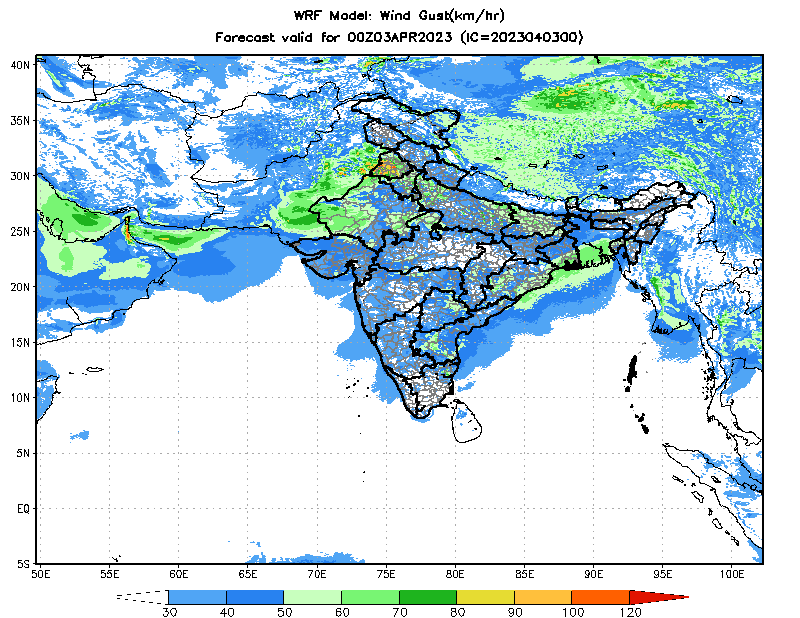 WRF Model: Wind Gust(km/hr)
Forecast valid for 00Z03APR2023 (IC=2023040300)
40N
35N
30N
25N
20N
15N
10N
5N
EQ
5S
50E 55E 60E 65E 70E 75E 80E 85E 90E 95E 100E
30 40 50 60 70 80 90 100 120